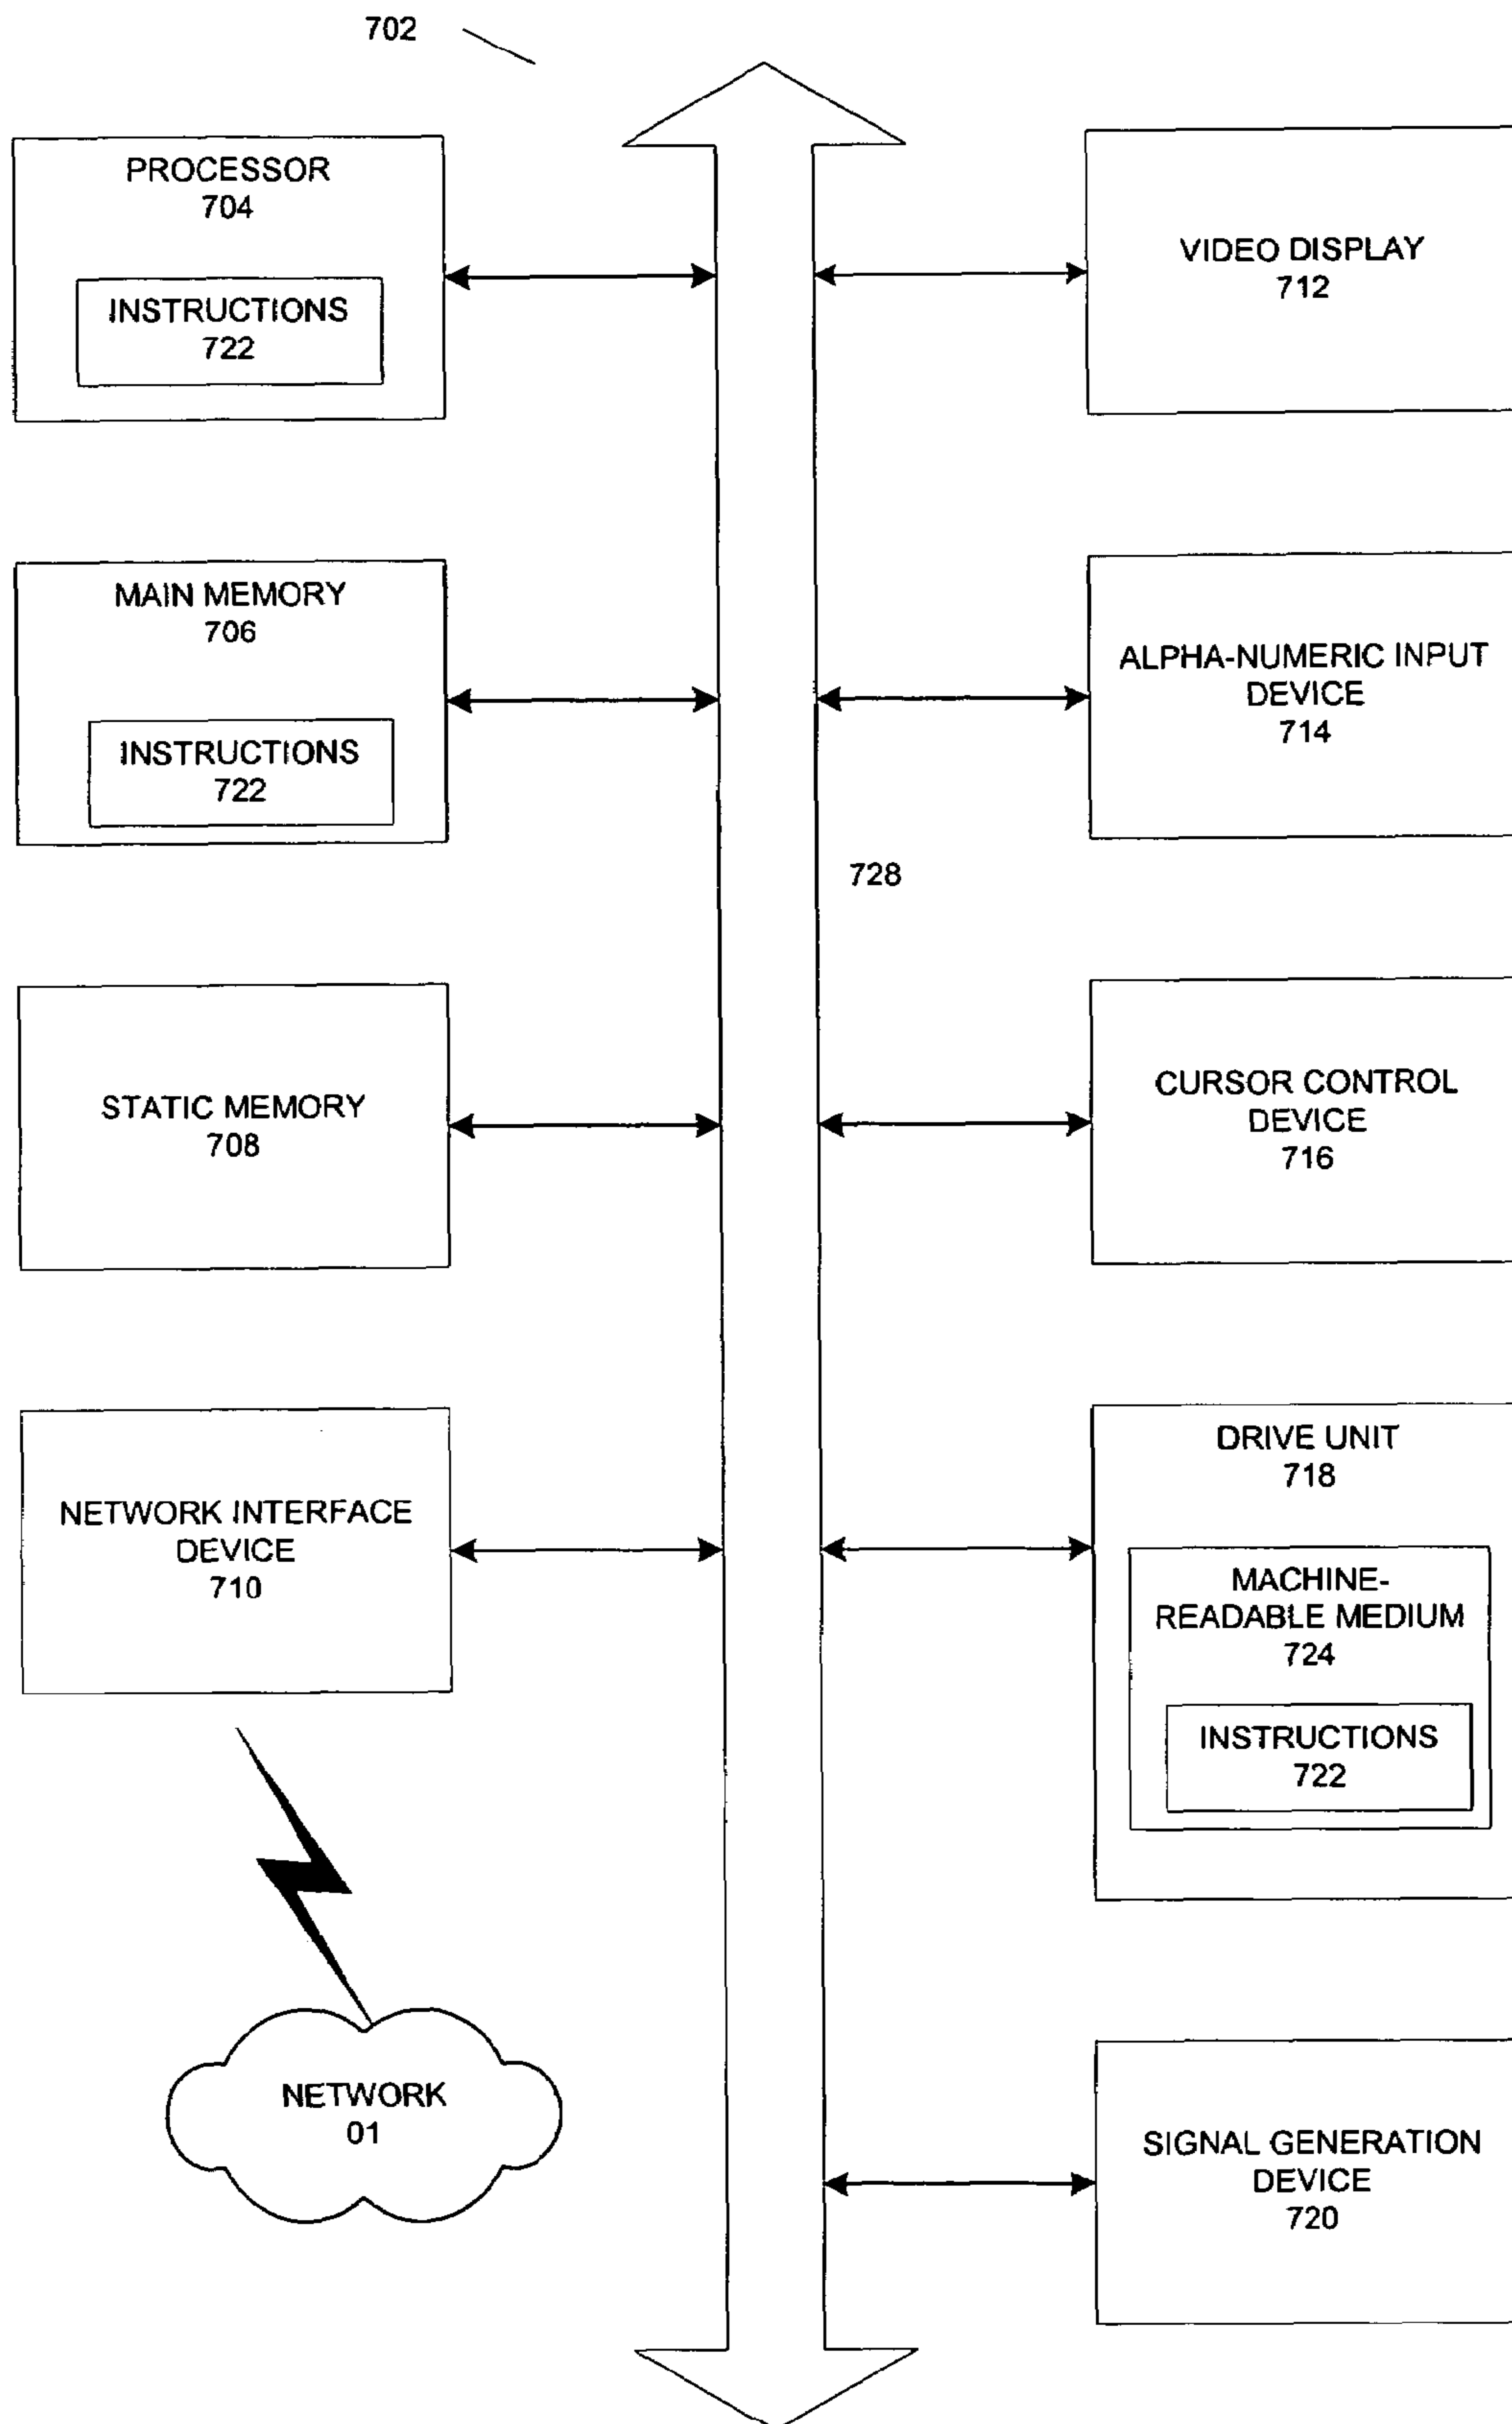 702
PROCESSOR
704
INSTRUCTIONS
722
VIDEO DISPLAY
712
MAIN MEMORY
706
INSTRUCTIONS
722
ALPHA-NUMERIC INPUT
DEVICE
714
728
STATIC MEMORY
708
CURSOR CONTROL
DEVICE
716
NETWORK INTERFACE
DEVICE
710
DRIVE UNIT
718
MACHINE-
READABLE MEDIUM
724
INSTRUCTIONS
722
NETWORK
01
SIGNAL GENERATION
DEVICE
720